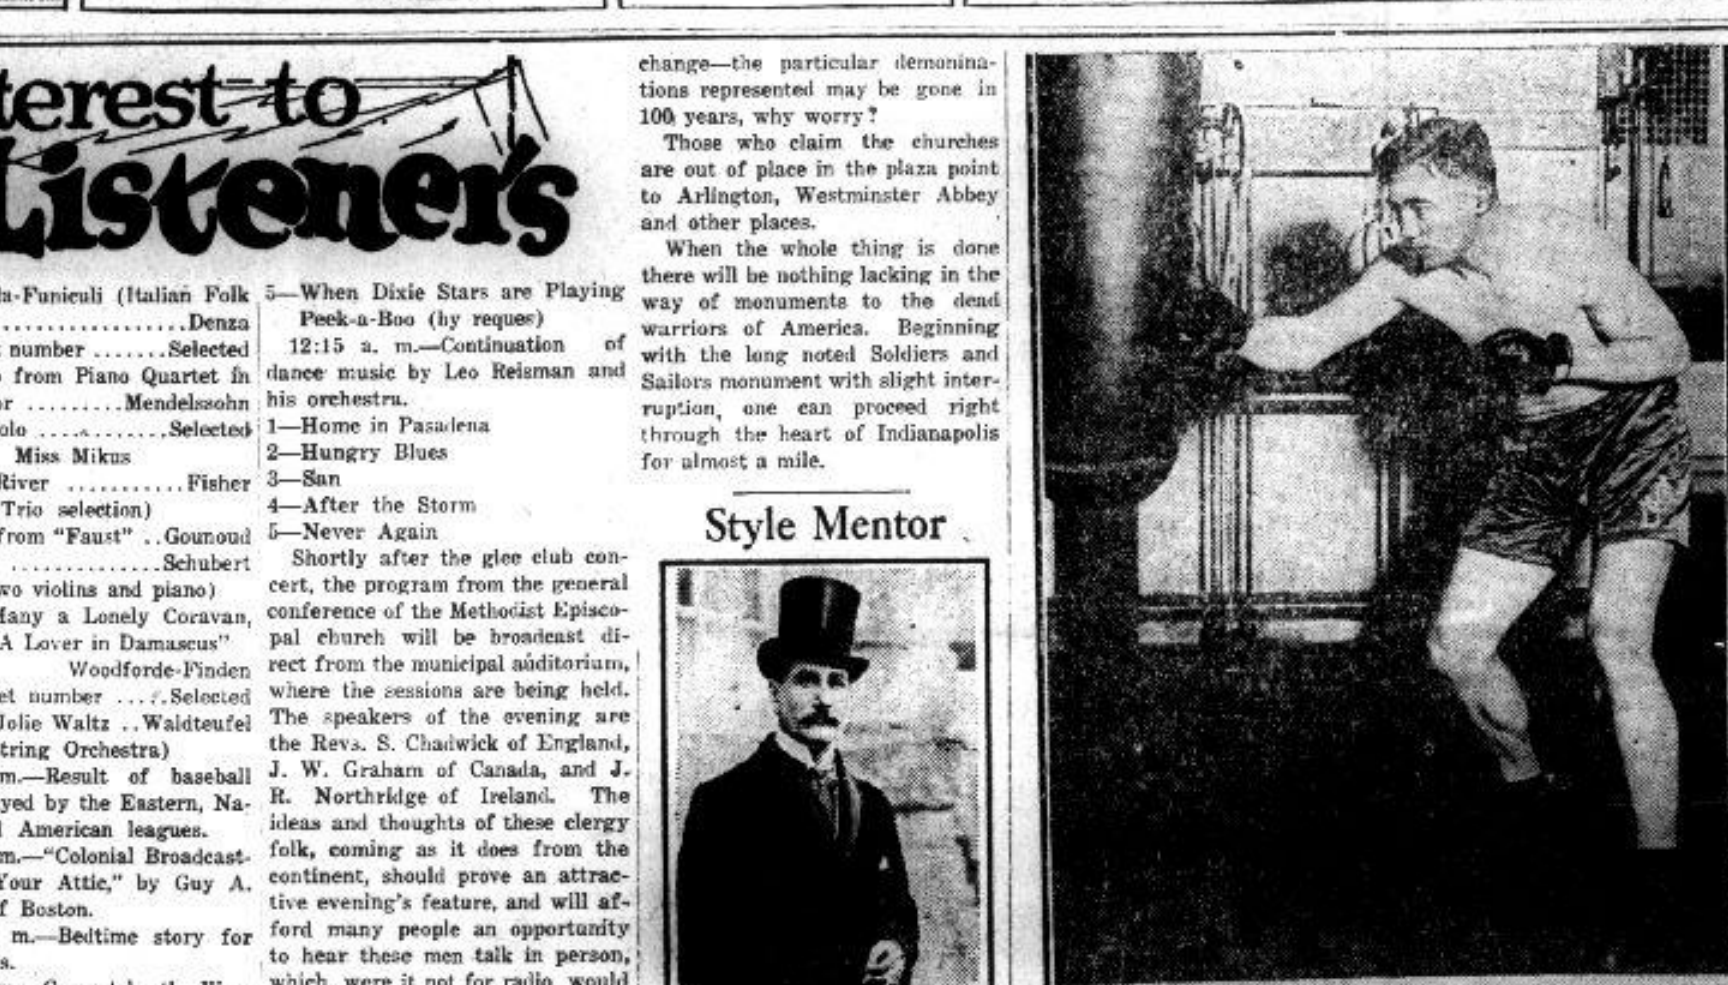 terest to
Listener's
la-Funiculi (Italian Folk
..................Denza
t number .......Selected
from Piano Quartet in
or .........Mendelssohn
olo ............Selected
Miss Mikus
River ...........Fisher
Trio selection)
from "Faust" ..Gounoud
..............Schubert
wo violins and piano)
Many a Lonely Coravan,
A Lover in Damascus"
Woodforde-Finden
et number .....Selected
Jolie Waltz ..Waldteufel
tring Orchestra)
m.—Result of baseball
yed by the Eastern, Na-
American leagues.
m.—"Colonial Broadcast-
Your Attic," by Guy A.
f Boston.
m.—Bedtime story for
s.
5—When Dixie Stars are Playing
Peek-a-Boo (by reques)
12:15 a. m.—Continuation of
dance music by Leo Reisman and
his orchestra.
1—Home in Pasadena
2—Hungry Blues
3—San
4—After the Storm
5—Never Again
Shortly after the glee club con-
cert, the program from the general
conference of the Methodist Episco-
pal church will be broadcast di-
rect from the municipal auditorium,
where the sessions are being held.
The speakers of the evening are
the Revs. S. Chadwick of England,
J. W. Graham of Canada, and J.
R. Northridge of Ireland. The
ideas and thoughts of these clergy
folk, coming as it does from the
continent, should prove an attrac-
tive evening's feature, and will af-
ford many people an opportunity
to hear these men talk in person,
which, were it not for radio, would
change—the particular demonina-
tions represented may be gone in
100 years, why worry?
Those who claim the churches
are out of place in the plaza point
to Arlington, Westminster Abbey
and other places.
When the whole thing is done
there will be nothing lacking in the
way of monuments to the dead
warriors of America. Beginning
with the long noted Soldiers and
Sailors monument with slight inter-
ruption, one can proceed right
through the heart of Indianapolis
for almost a mile.
Style Mentor